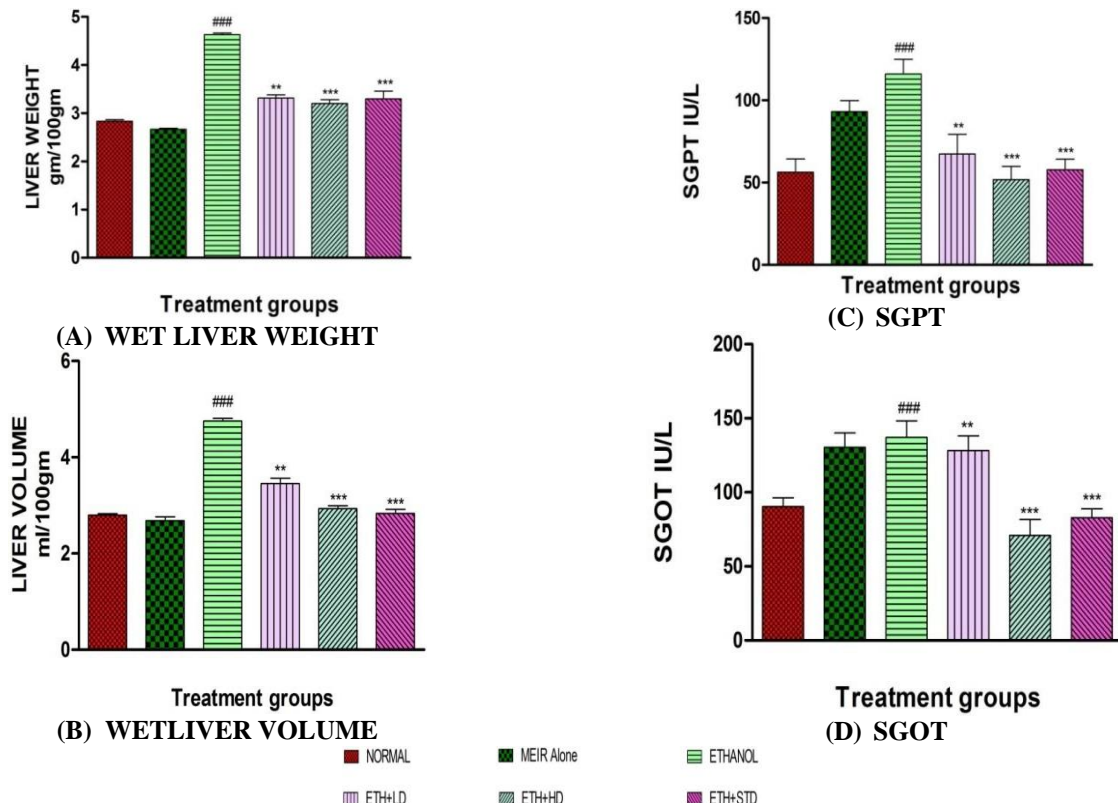 5
4
3
2
1
0
LIVER WEIGHT
gm/100gm
###
**
***
***
Treatment groups
(A) WET LIVER WEIGHT
6
4
2
0
LIVER VOLUME
ml/100gm
###
**
***
***
Treatment groups
(B) WETLIVER VOLUME
150
100
50
0
SGPT IU/L
###
**
***
***
Treatment groups
(C) SGPT
200
150
100
50
0
SGOT IU/L
###
**
***
***
Treatment groups
(D) SGOT
NORMAL
MEIR Alone
ETHANOL
ETH+LD
ETH+HD
ETH+STD